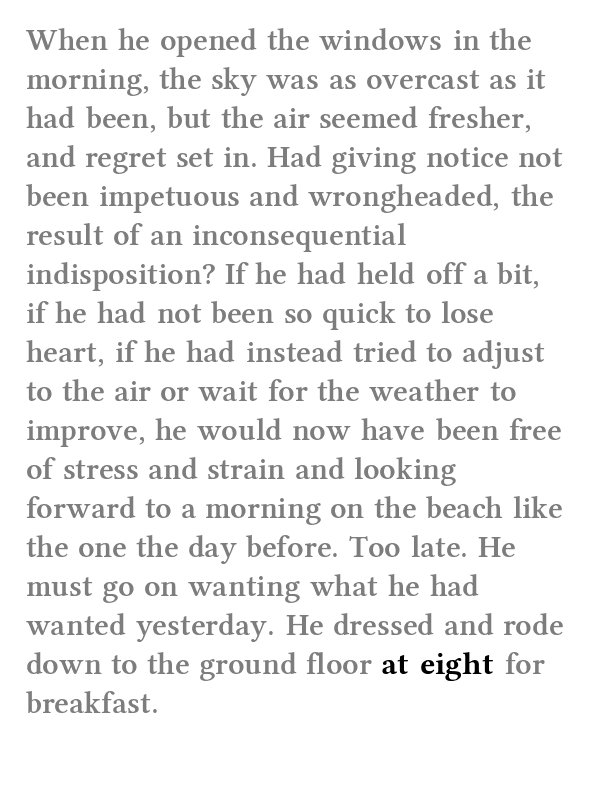 When he opened the windows in the
morning, the sky was as overcast as it
had been, but the air seemed fresher,
and regret set in. Had giving notice not
been impetuous and wrongheaded, the
result of an inconsequential
indisposition? If he had held off a bit,
if he had not been so quick to lose
heart, if he had instead tried to adjust
to the air or wait for the weather to
improve, he would now have been free
of stress and strain and looking
forward to a morning on the beach like
the one the day before. Too late. He
must go on wanting what he had
wanted yesterday. He dressed and rode
down to the ground floor at eight for
breakfast.